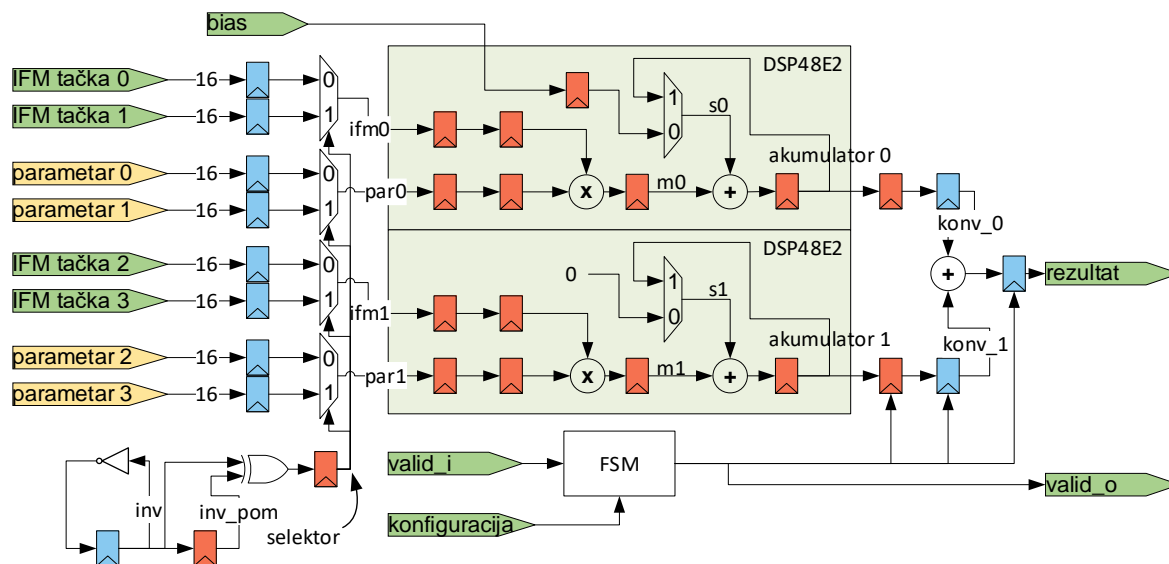 bias
IFM tačka 0
16
0
IFM tačka 1
16
1
ifm0
parametar 0
16
0
parametar 1
16
1
par0
DSP48E2
1
0
s0
x
m0
+
akumulator 0
konv_0
IFM tačka 2
16
0
IFM tačka 3
16
1
ifm1
parametar 2
16
0
parametar 3
16
1
par1
DSP48E2
0
1
0
s1
x
m1
+
akumulator 1
konv_1
+
rezultat
inv
inv_pom
selektor
valid_i
FSM
konfiguracija
valid_o